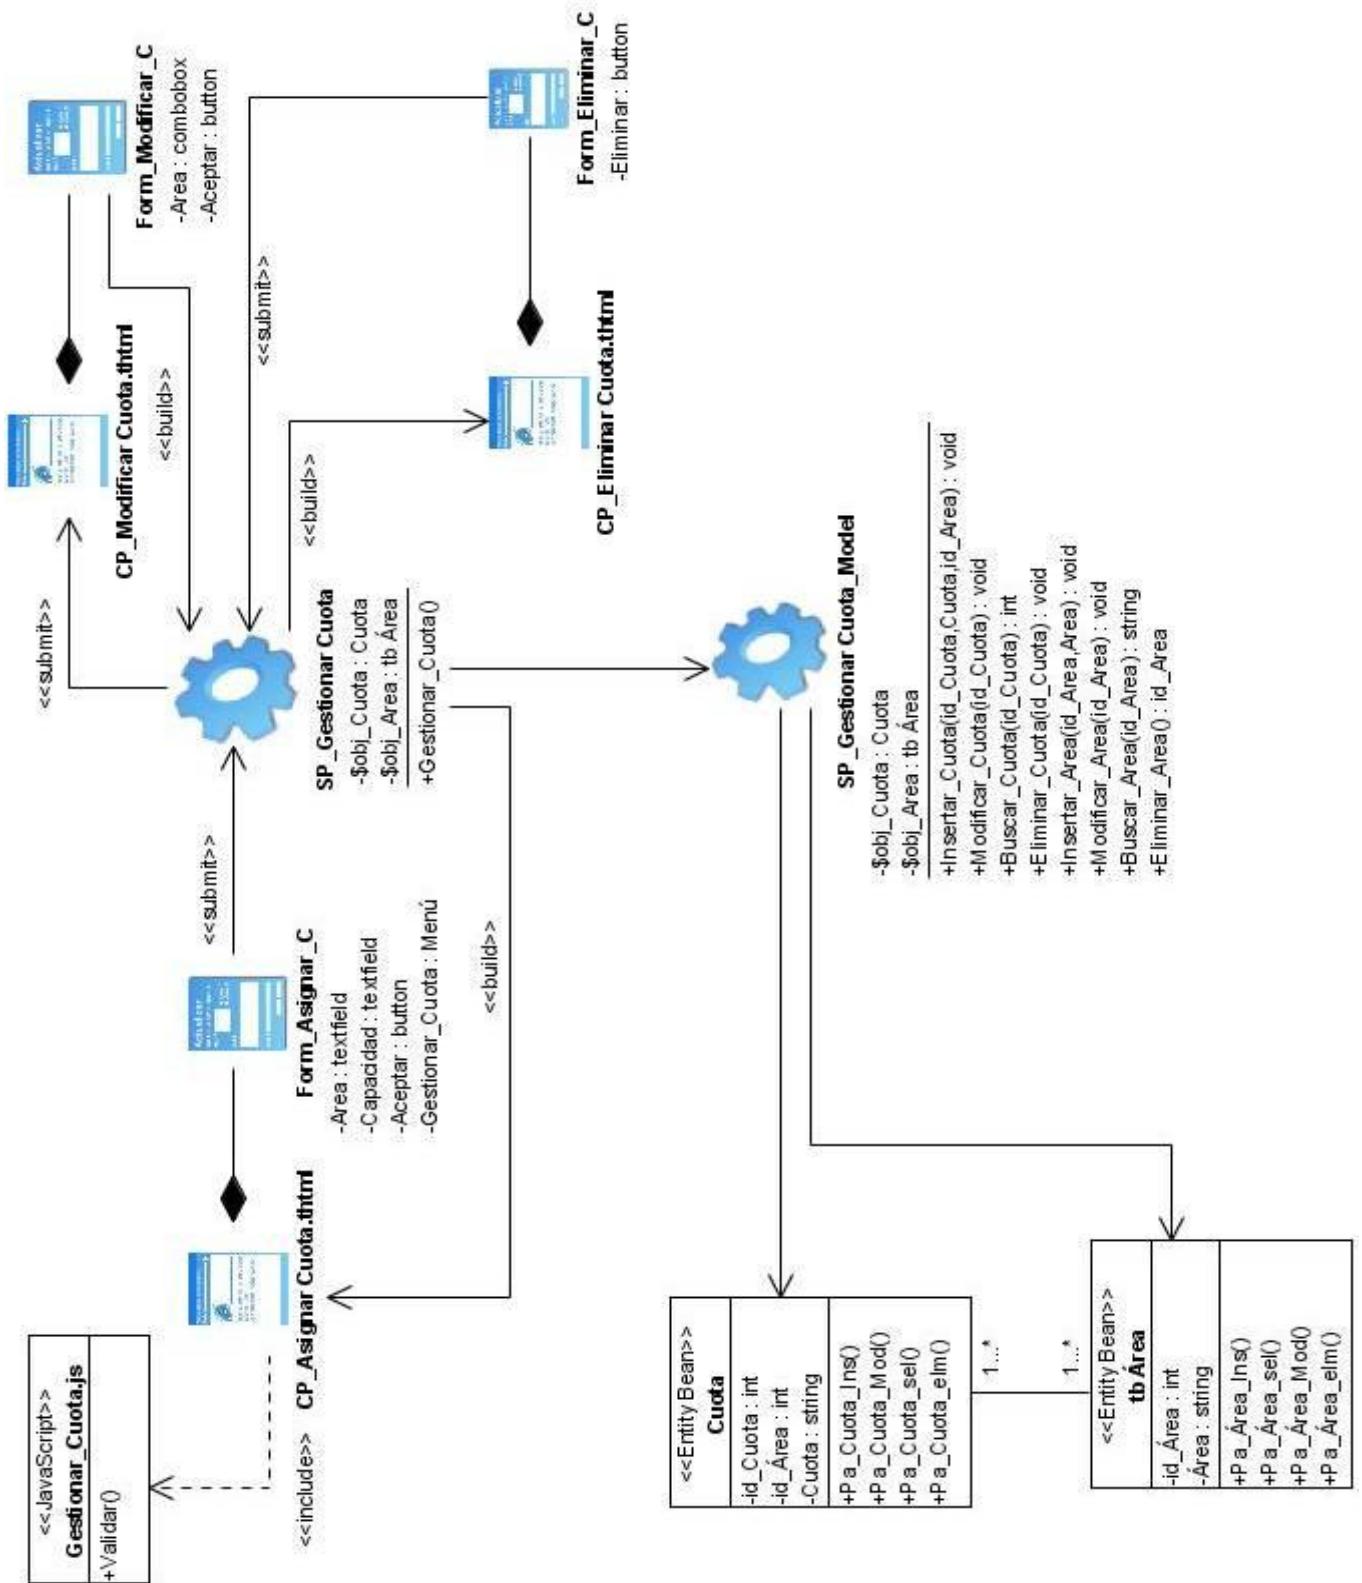 <<JavaScript>>
Gestionar_Cuota.js
+Validar()
<<include>>
CP_Asignar Cuota.thtml
Form_Asignar_C
-Area : textfield
-Capacidad : textfield
-Aceptar : button
-Gestionar_Cuota : Menú
<<submit>>
<<build>>
SP_Gestionar Cuota
-$obj_Cuota : Cuota
-$obj_Area : tb Área
+Gestionar_Cuota()
<<submit>>
CP_Modificar Cuota.thtml
<<build>>
Form_Modificar_C
-Area : combobox
-Aceptar : button
<<submit>>
<<build>>
CP_Eliminar Cuota.thtml
Form_Eliminar_C
-Eliminar : button
<<Entity Bean>>
Cuota
-id_Cuota : int
-id_Área : int
-Cuota : string
+Pa_Cuota_Ins()
+Pa_Cuota_Mod()
+Pa_Cuota_sel()
+Pa_Cuota_elm()
1...*
1...*
<<Entity Bean>>
tb Área
-id_Área : int
-Área : string
+Pa_Área_Ins()
+Pa_Área_sel()
+Pa_Área_Mod()
+Pa_Área_elm()
SP_Gestionar Cuota_Model
-$obj_Cuota : Cuota
-$obj_Area : tb Área
+Insertar_Cuota(id_Cuota,Cuota,id_Area) : void
+Modificar_Cuota(id_Cuota) : void
+Buscar_Cuota(id_Cuota) : int
+Eliminar_Cuota(id_Cuota) : void
+Insertar_Area(id_Area,Area) : void
+Modificar_Area(id_Area) : void
+Buscar_Area(id_Area) : string
+Eliminar_Area() : id_Area